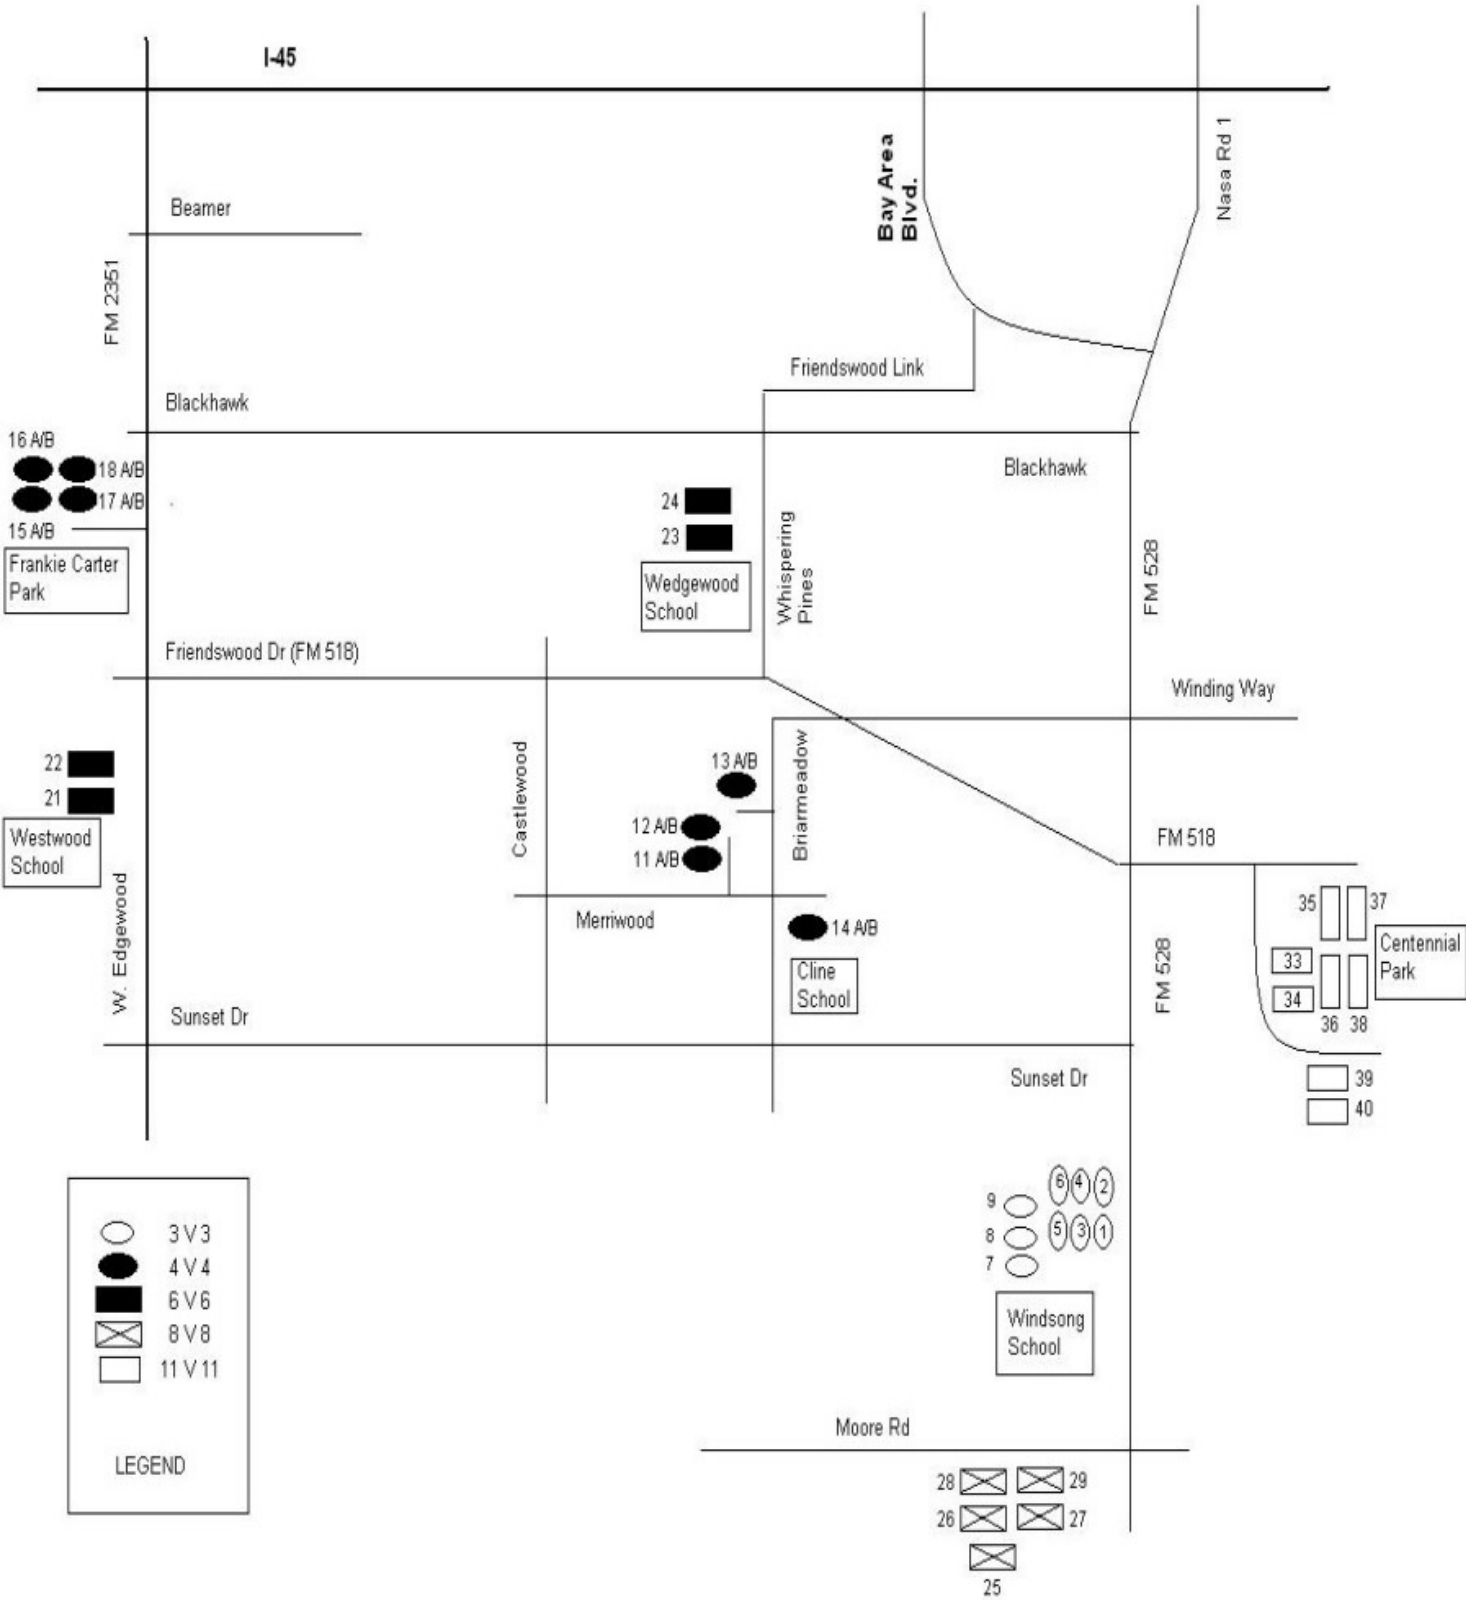 I-45
Bay Area
Blvd.
Nasa Rd 1
Beamer
FM 2351
Friendswood Link
Blackhawk
Blackhawk
16 A/B
18 A/B
17 A/B
15 A/B
Frankie Carter
Park
24
23
Wedgewood
School
Whispering
Pines
FM 528
Friendswood Dr (FM 518)
Winding Way
22
21
Westwood
School
W. Edgewood
Castlewood
13 A/B
12 A/B
11 A/B
Briarmeadow
Merriwood
14 A/B
Cline
School
FM 518
35
37
33
34
36
38
Centennial
Park
FM 528
39
40
Sunset Dr
Sunset Dr
9
8
7
6
4
2
5
3
1
Windsong
School
3 V 3
4 V 4
6 V 6
8 V 8
11 V 11
LEGEND
Moore Rd
28
29
26
27
25